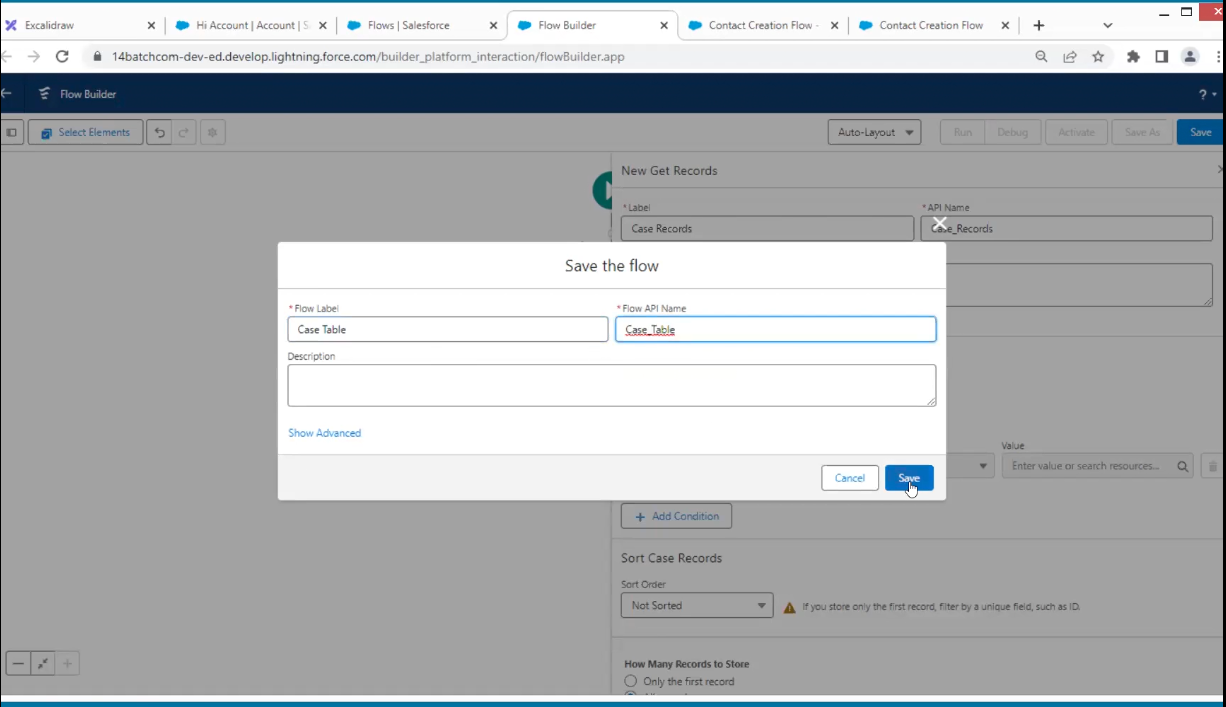 Excalidraw
Hi Account | Account | S
Flows | Salesforce
Flow Builder
Contact Creation Flow -
Contact Creation Flow
14batchcom-dev-ed.develop.lightning.force.com/builder_platform_interaction/flowBuilder.app
Flow Builder
?
Select Elements
Auto-Layout
Run
Debug
Activate
Save As
Save
New Get Records
*Label
*API Name
Case Records
Case_Records
Save the flow
*Flow Label
*Flow API Name
Case Table
Case_Table
Description
Show Advanced
Cancel
Save
Value
Enter value or search resources...
+ Add Condition
Sort Case Records
Sort Order
Not Sorted
If you store only the first record, filter by a unique field, such as ID.
How Many Records to Store
Only the first record